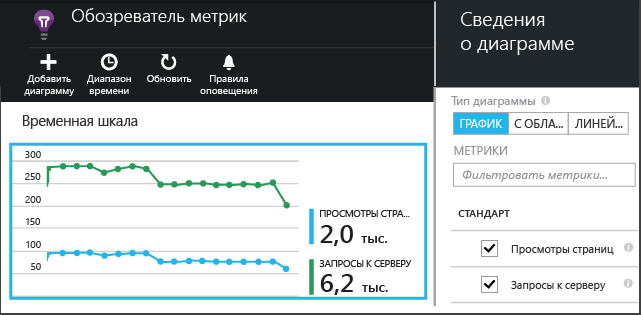 Обозреватель метрик
Добавить
диаграмму
Диапазон
времени
Обновить
Правила
оповещения
Временная шкала
300
250
200
150
100
50
ПРОСМОТРЫ СТРА...
2,0 тыс.
ЗАПРОСЫ К СЕРВЕРУ
6,2 тыс.
Сведения
о диаграмме
Тип диаграммы
ГРАФИК
С ОБЛА...
ЛИНЕЙ...
МЕТРИКИ
Фильтровать метрики...
СТАНДАРТ
Просмотры страниц
Запросы к серверу